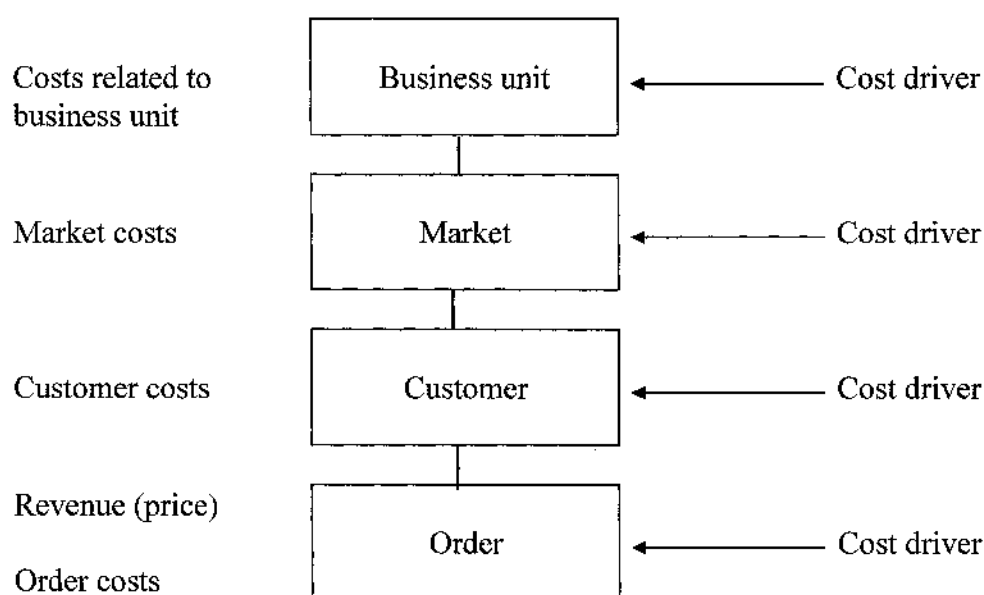 Costs related to
business unit
Business unit
Cost driver
Market costs
Market
Cost driver
Customer costs
Customer
Cost driver
Revenue (price)
Order costs
Order
Cost driver